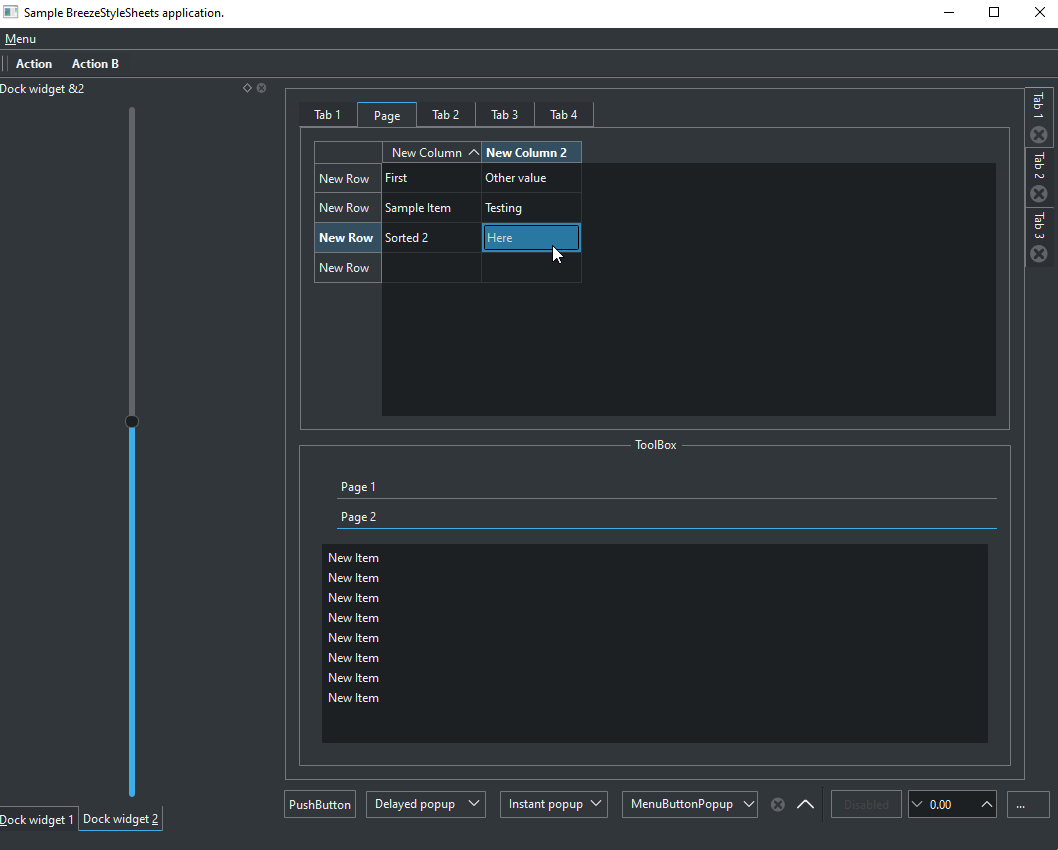 Sample BreezeStyleSheets application.
Menu
Action Action B
Dock widget &2
Tab 1 Page Tab 2 Tab 3 Tab 4
New Column New Column 2
New Row First Other value
New Row Sample Item Testing
New Row Sorted 2 Here
New Row
Tab 1
Tab 2
Tab 3
ToolBox
Page 1
Page 2
New Item
New Item
New Item
New Item
New Item
New Item
New Item
New Item
Dock widget 1 Dock widget 2
PushButton Delayed popup Instant popup MenuButtonPopup Disabled 0.00 ...